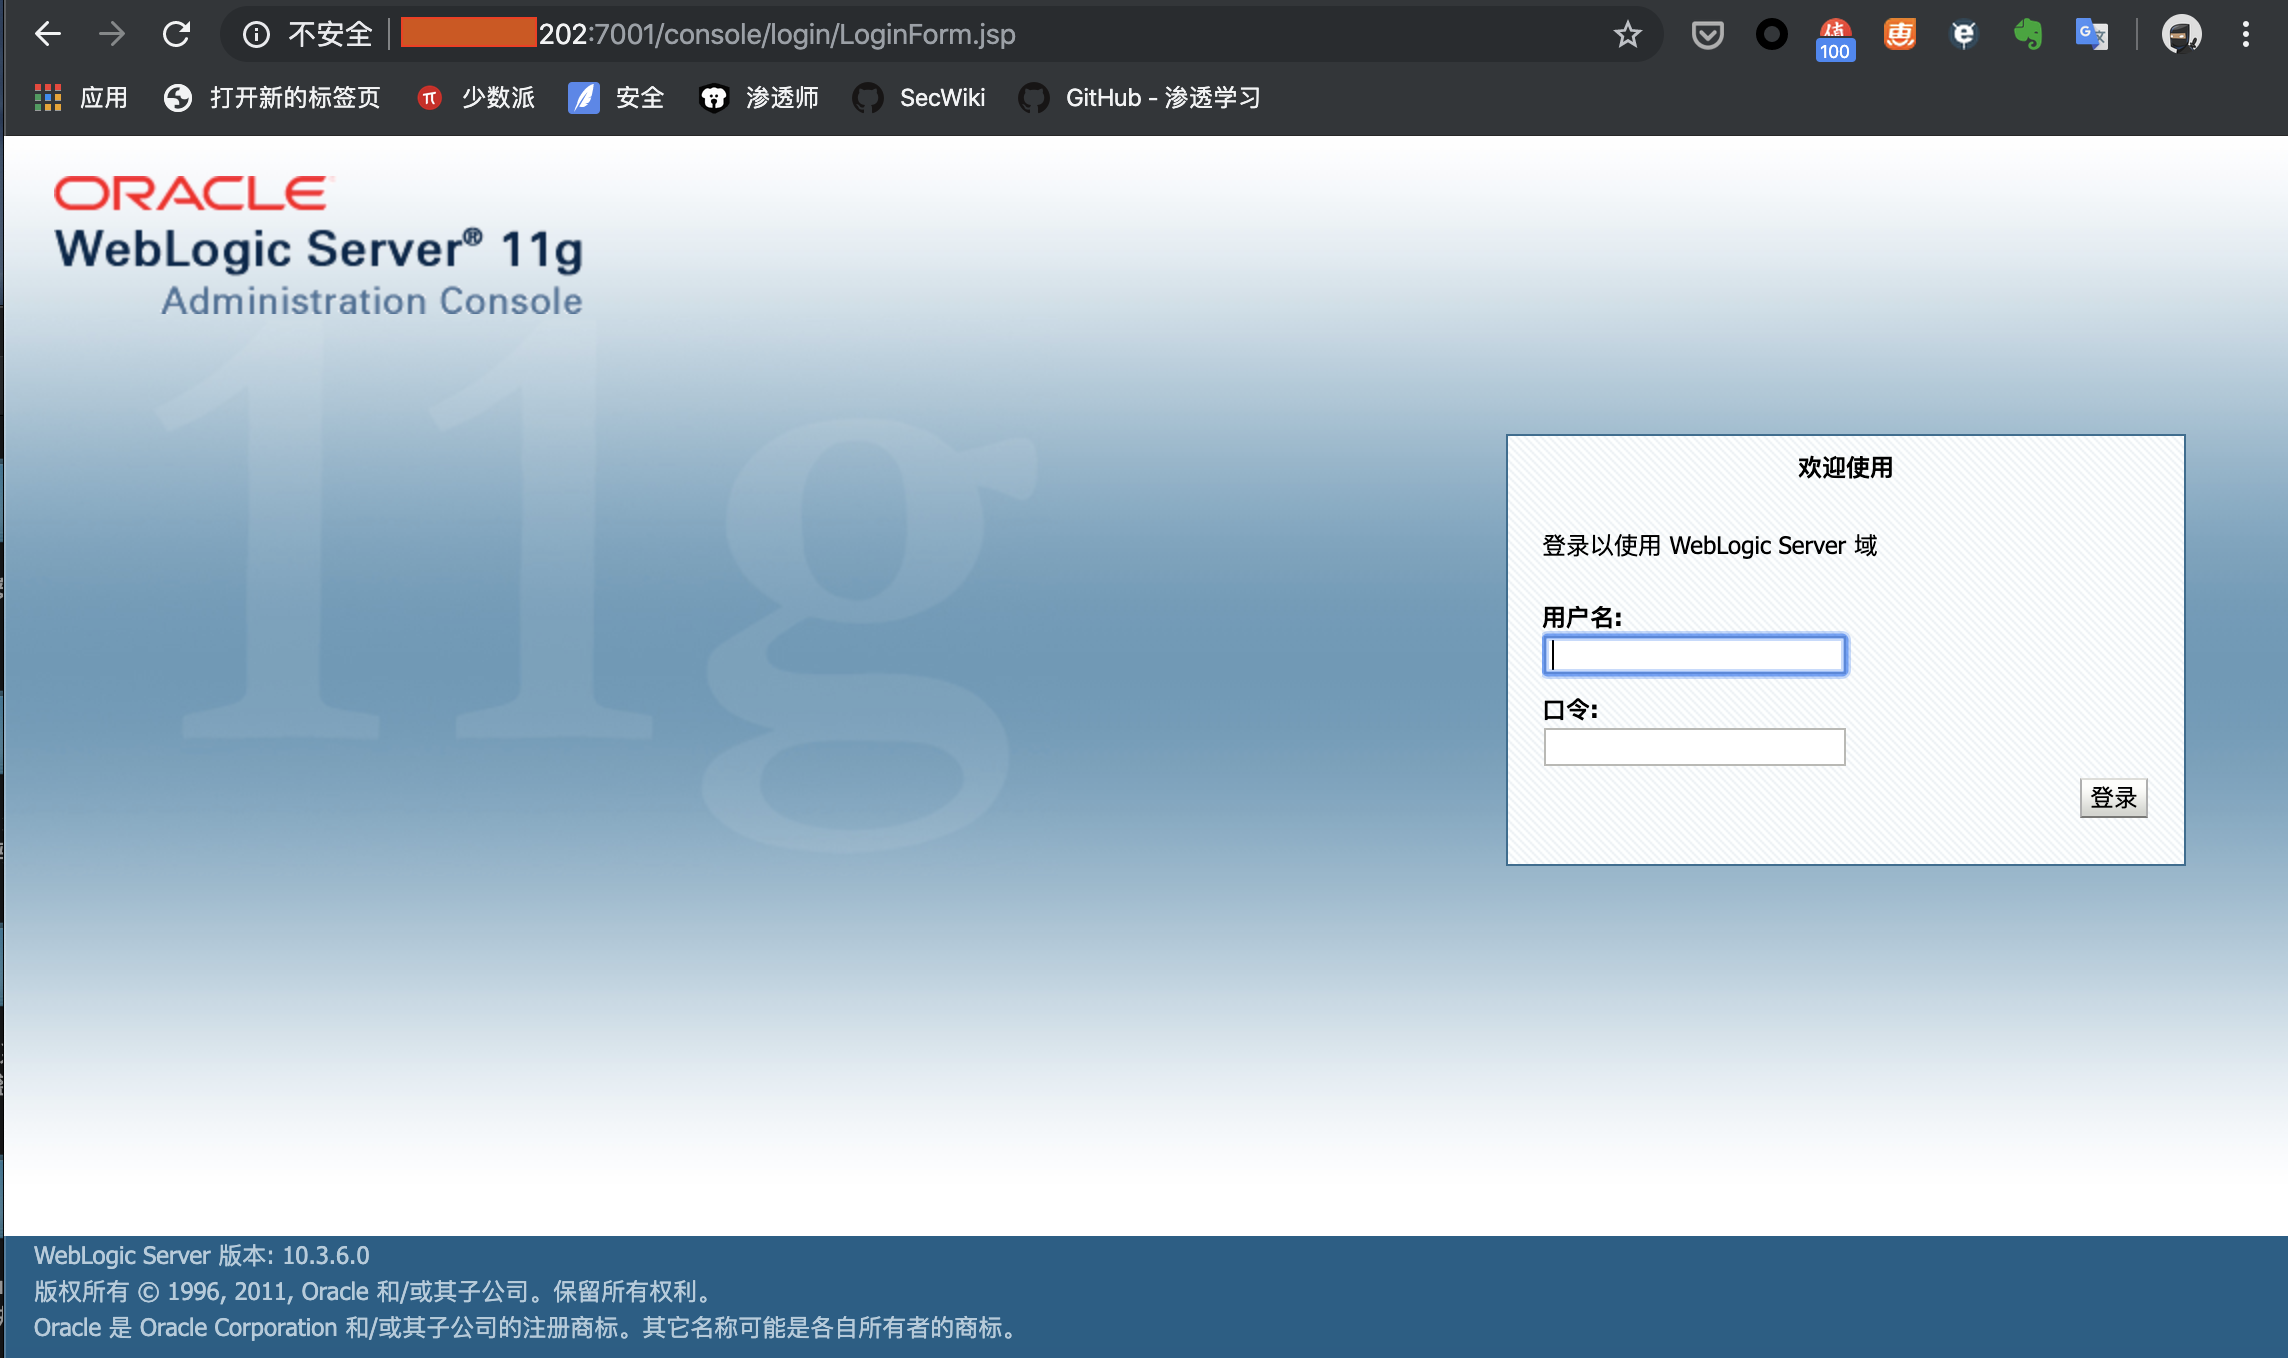 不安全 202:7001/console/login/LoginForm.jsp
100
应用 打开新的标签页 少数派 安全 渗透师 SecWiki GitHub - 渗透学习
ORACLE
WebLogic Server® 11g
Administration Console
11g
欢迎使用
登录以使用 WebLogic Server 域
用户名:
口令:
登录
WebLogic Server 版本: 10.3.6.0
版权所有 © 1996, 2011, Oracle 和/或其子公司。保留所有权利。
Oracle 是 Oracle Corporation 和/或其子公司的注册商标。其它名称可能是各自所有者的商标。